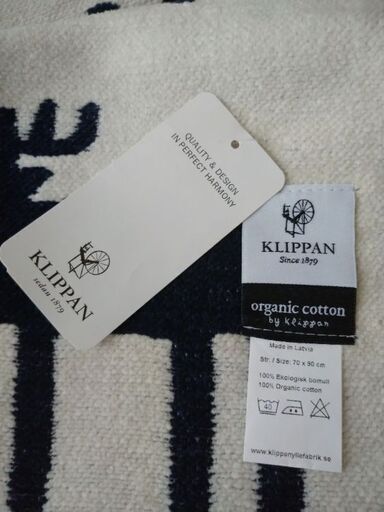 QUALITY & DESIGN
IN PERFECT HARMONY
KLIPPAN
sedan 1879
KLIPPAN
Since 1879
organic cotton
by klippan
Made in Latvia
Str. / Size: 70 x 90 cm
100% Ekologisk bomull
100% Organic cotton
40
www.klippanyllefabrik.se